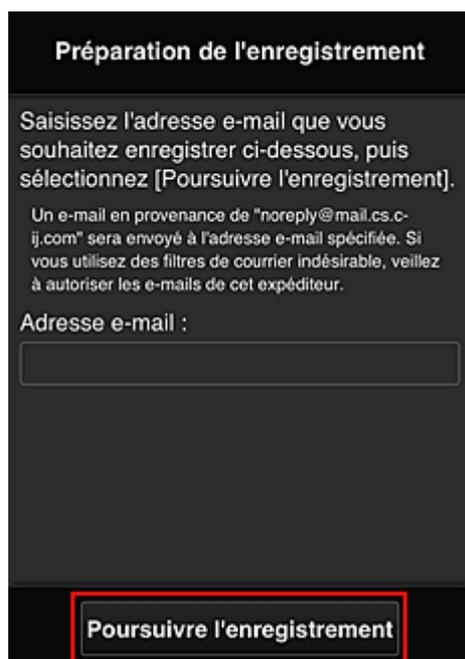 Préparation de l'enregistrement
Saisissez l'adresse e-mail que vous
souhaitez enregistrer ci-dessous, puis
sélectionnez [Poursuivre l'enregistrement].
Un e-mail en provenance de "noreply@mail.cs.c-
ij.com" sera envoyé à l'adresse e-mail spécifiée. Si
vous utilisez des filtres de courrier indésirable, veillez
à autoriser les e-mails de cet expéditeur.
Adresse e-mail :
Poursuivre l'enregistrement